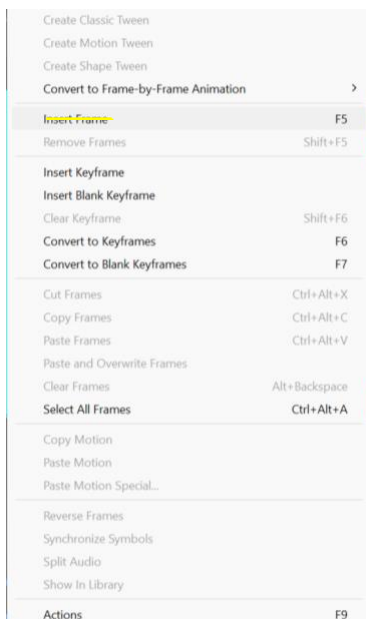 Create Classic Tween
Create Motion Tween
Create Shape Tween
Convert to Frame-by-Frame Animation >
Insert Frame F5
Remove Frames Shift+F5
Insert Keyframe
Insert Blank Keyframe
Clear Keyframe Shift+F6
Convert to Keyframes F6
Convert to Blank Keyframes F7
Cut Frames Ctrl+Alt+X
Copy Frames Ctrl+Alt+C
Paste Frames Ctrl+Alt+V
Paste and Overwrite Frames
Clear Frames Alt+Backspace
Select All Frames Ctrl+Alt+A
Copy Motion
Paste Motion
Paste Motion Special...
Reverse Frames
Synchronize Symbols
Split Audio
Show In Library
Actions F9